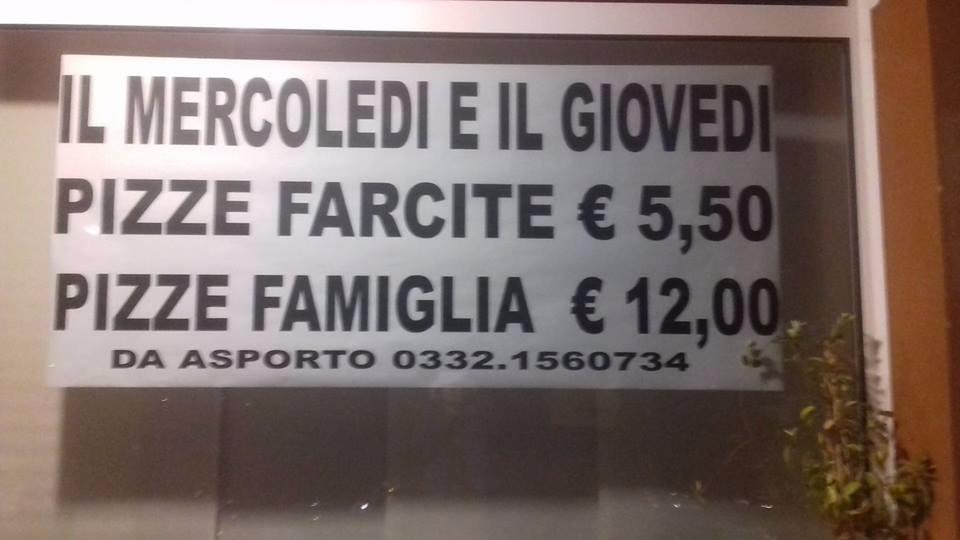 IL MERCOLEDI E IL GIOVEDI
PIZZE FARCITE € 5,50
PIZZE FAMIGLIA € 12,00
DA ASPORTO 0332.1560734